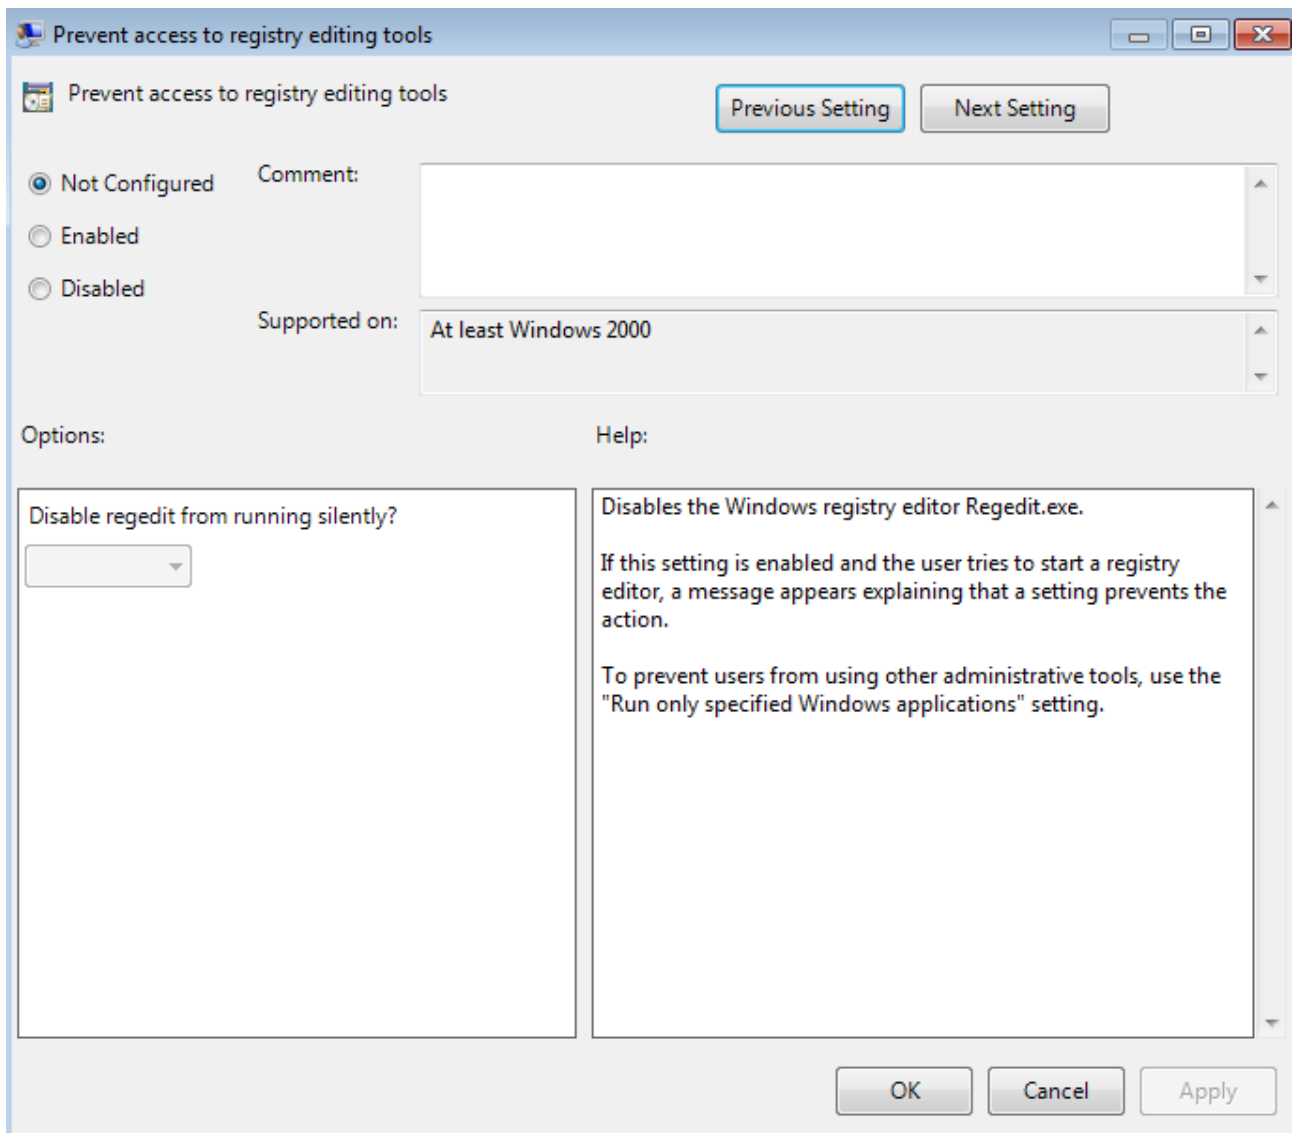 Prevent access to registry editing tools
Prevent access to registry editing tools
Previous Setting
Next Setting
Not Configured
Comment:
Enabled
Disabled
Supported on:
At least Windows 2000
Options:
Help:
Disable regedit from running silently?
Disables the Windows registry editor Regedit.exe.
If this setting is enabled and the user tries to start a registry
editor, a message appears explaining that a setting prevents the
action.
To prevent users from using other administrative tools, use the
"Run only specified Windows applications" setting.
OK
Cancel
Apply